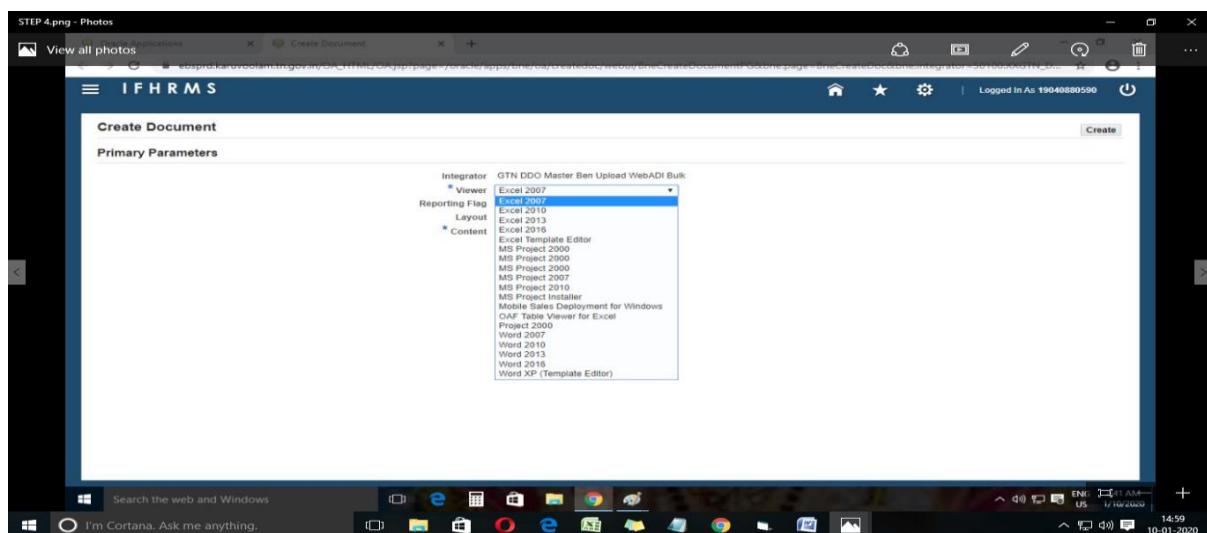 STEP 4.png - Photos
View all photos
Oracle Applications
Create Document
IFHRMS
Logged In As 19040880590
Create Document
Create
Primary Parameters
Integrator GTN DDO Master Ben Upload WebADI Bulk
* Viewer Excel 2007
Reporting Flag
Layout
* Content
Excel 2007
Excel 2010
Excel 2013
Excel 2016
Excel Template Editor
MS Project 2000
MS Project 2000
MS Project 2000
MS Project 2007
MS Project 2010
MS Project Installer
Mobile Sales Deployment for Windows
OAF Table Viewer for Excel
Project 2000
Word 2007
Word 2010
Word 2013
Word 2016
Word XP (Template Editor)
Search the web and Windows
ENG
US
1/10/2020
I'm Cortana. Ask me anything.
14:59
10-01-2020